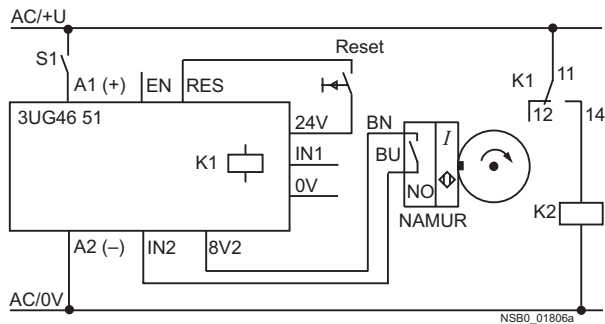 AC/+U
S1
A1 (+)
EN
RES
Reset
K1
11
12
14
3UG46 51
24V
BN
I
K1
IN1
BU
0V
NO
K2
NAMUR
A2 (–)
IN2
8V2
AC/0V
NSB0_01806a